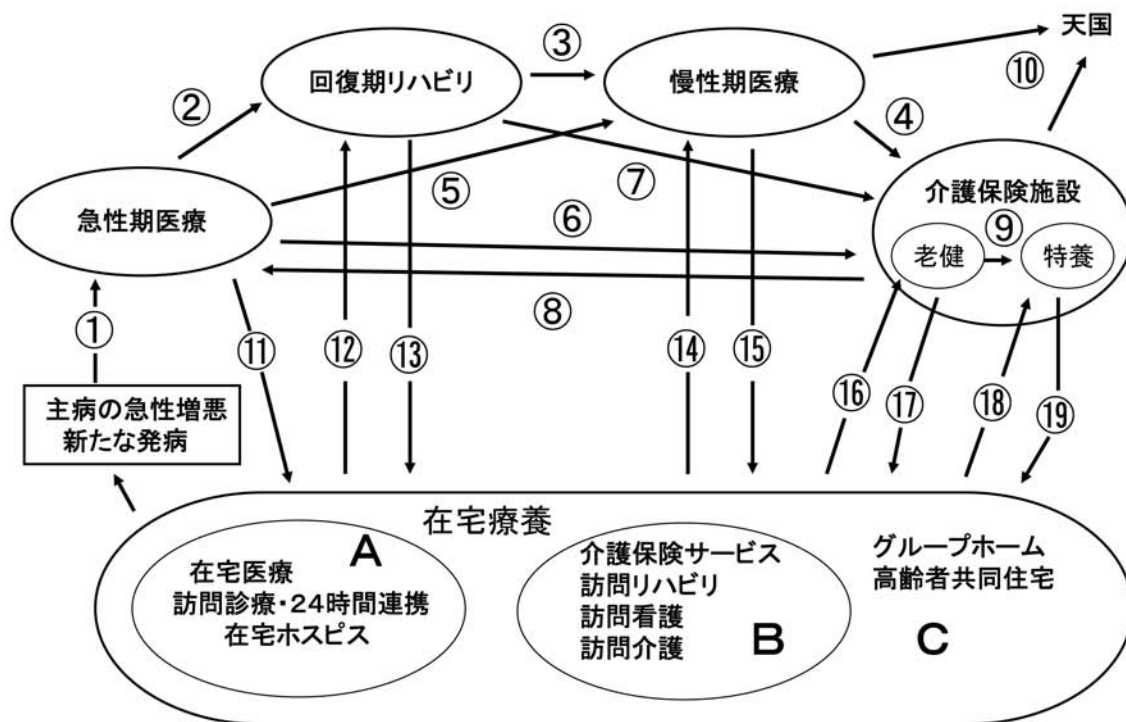 天国
③
⑩
回復期リハビリ
慢性期医療
②
④
⑤
⑦
介護保険施設
急性期医療
⑥
⑨
老健
特養
⑧
①
⑪
⑫
⑬
⑭
⑮
⑯
⑰
⑱
⑲
主病の急性増悪
新たな発病
在宅療養
A
在宅医療
訪問診療・24時間連携
在宅ホスピス
介護保険サービス
訪問リハビリ
訪問看護
訪問介護
B
グループホーム
高齢者共同住宅
C